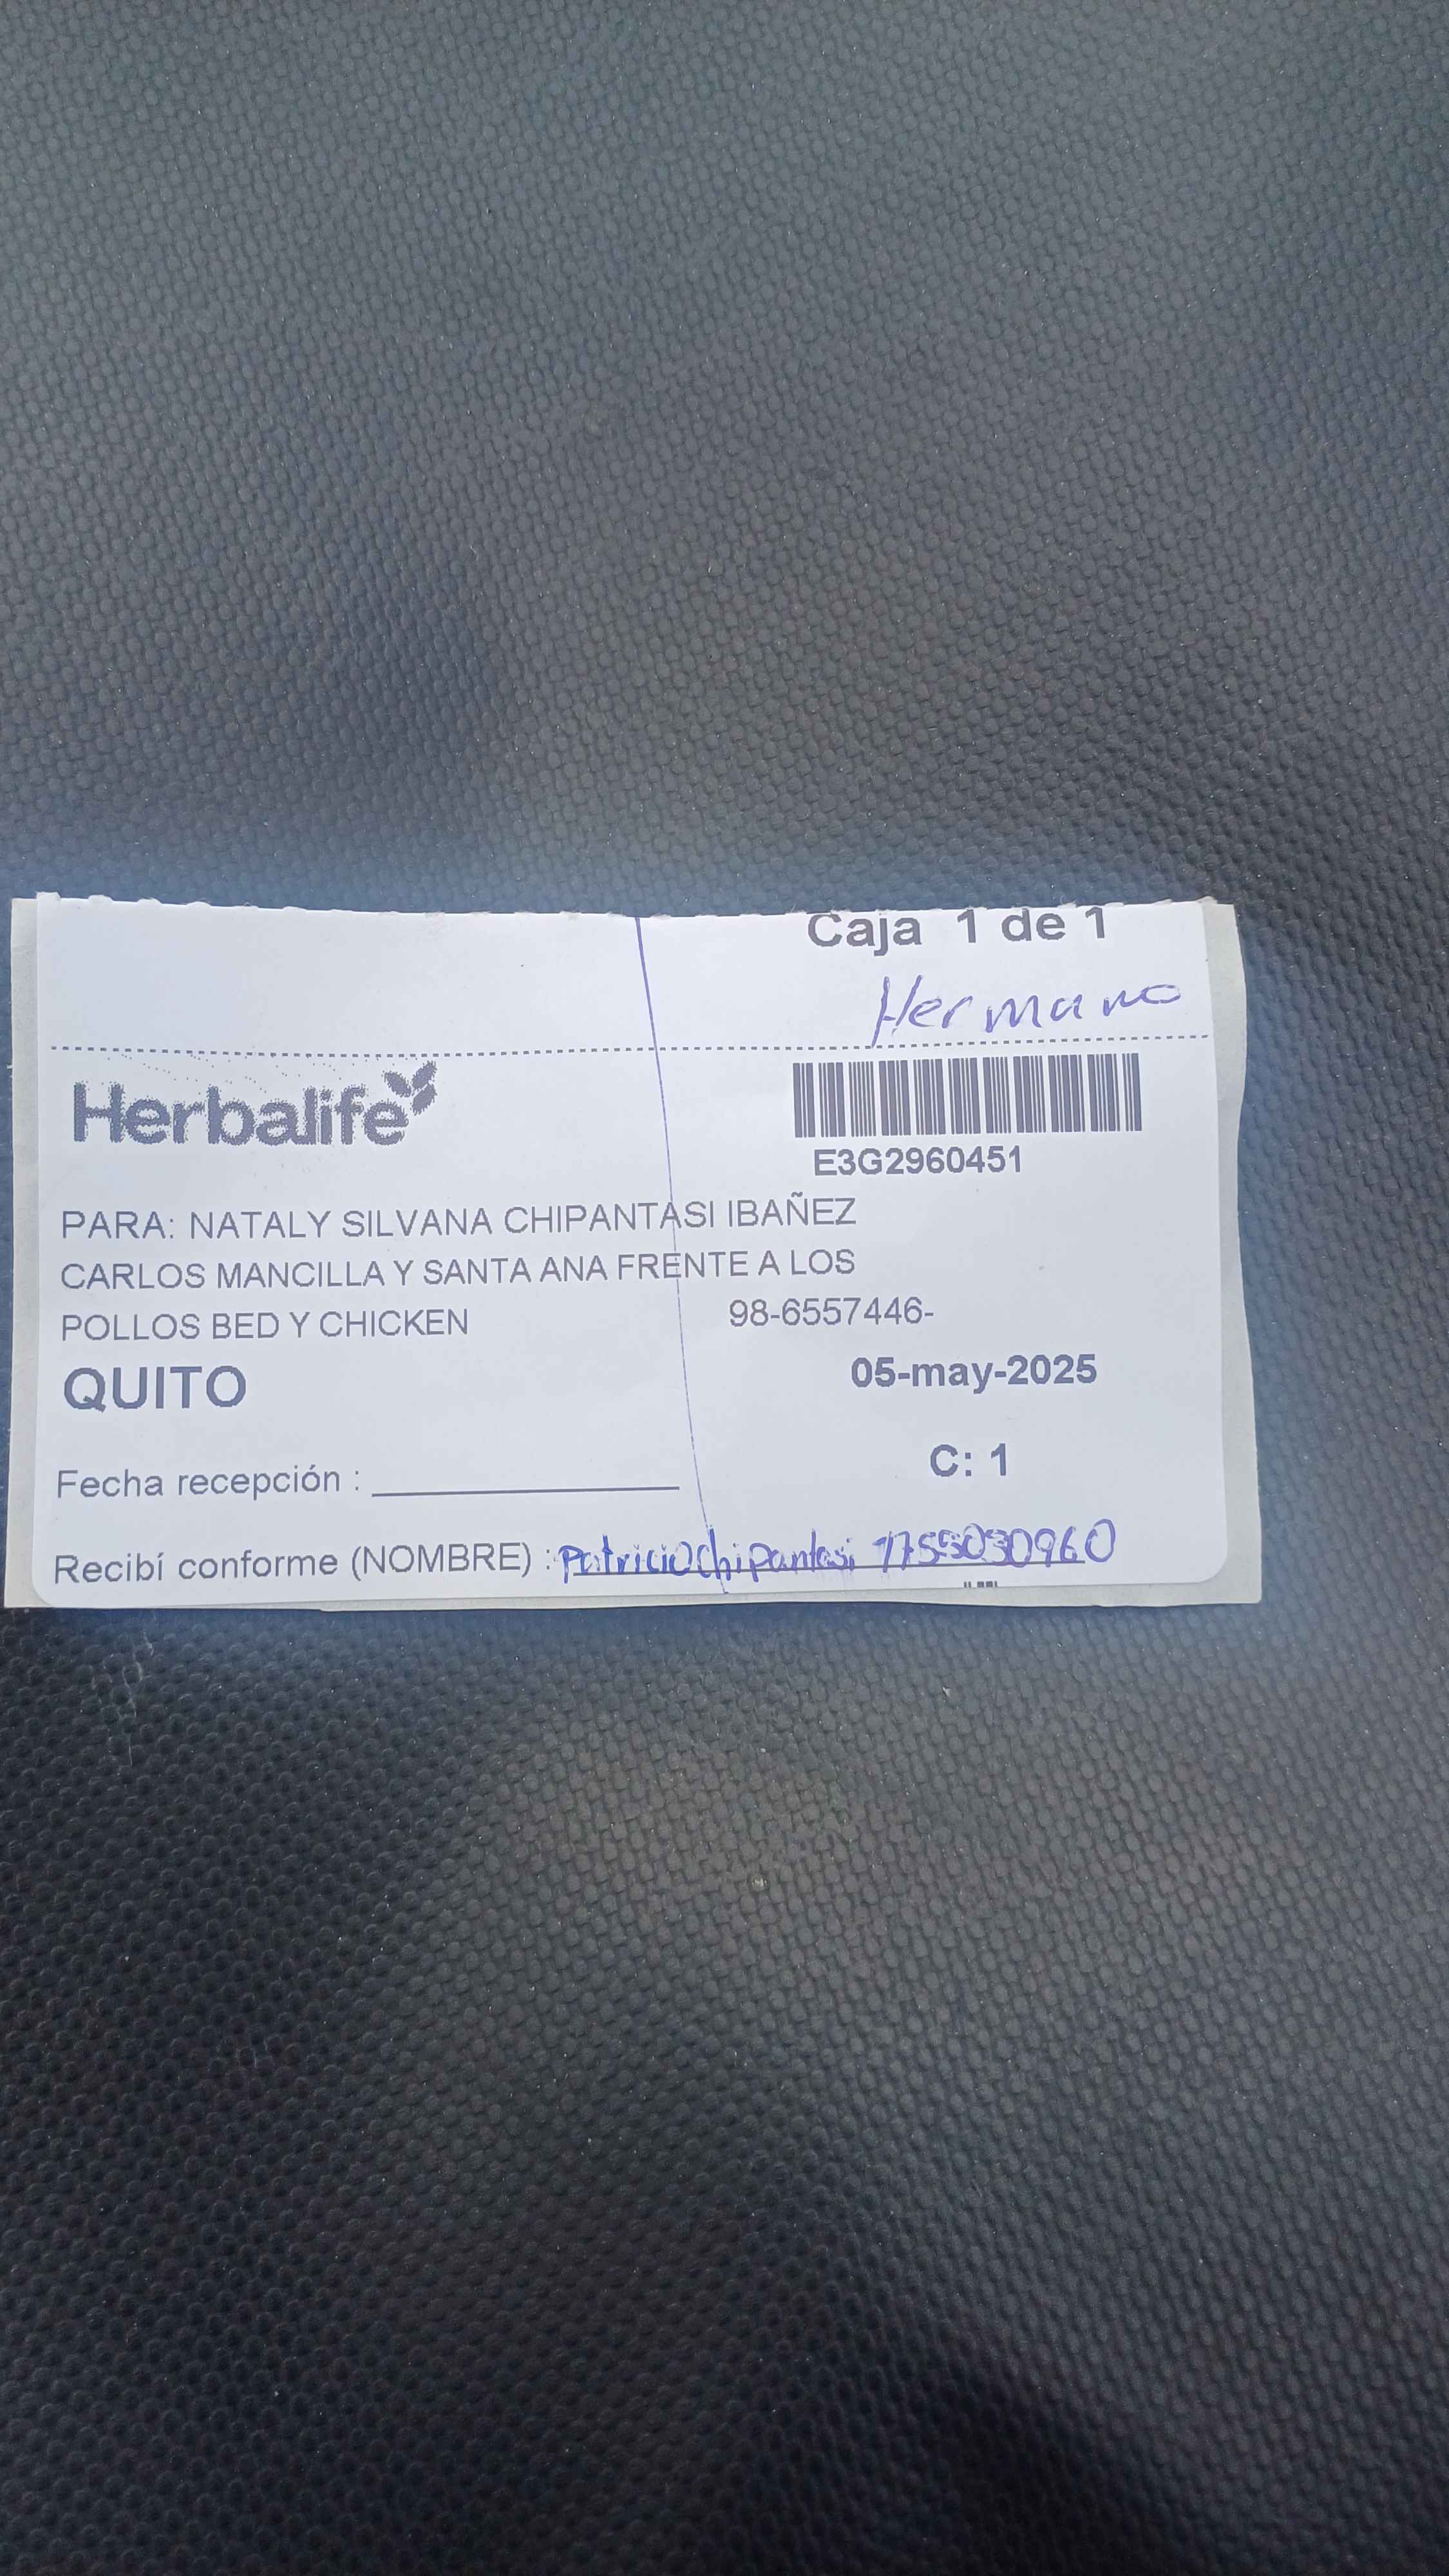 Caja 1 de 1
Hermano
Herbalife
E3G2960451
PARA: NATALY SILVANA CHIPANTASI IBAÑEZ
CARLOS MANCILLA Y SANTA ANA FRENTE A LOS
POLLOS BED Y CHICKEN 98-6557446-
QUITO 05-may-2025
C: 1
Fecha recepción :
Recibí conforme (NOMBRE) : Patricio Chipantasi 1755030960